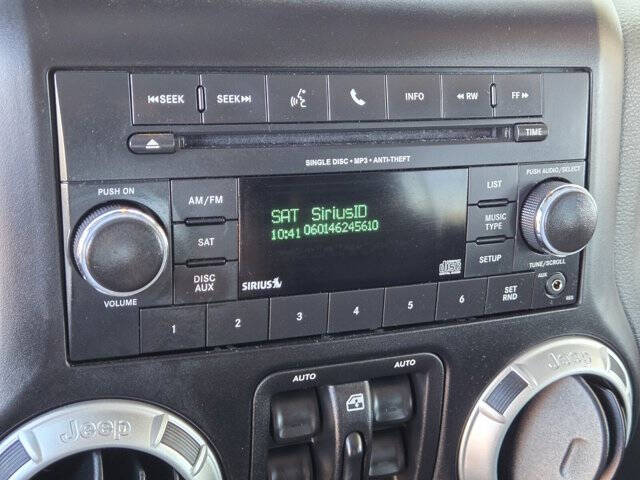 SEEK
SEEK
INFO
RW
FF
TIME
SINGLE DISC • MP3 • ANTI-THEFT
PUSH ON
VOLUME
AM/FM
SAT
DISC AUX
SAT SiriusID
10:41 060146245610
SIRIUS
LIST
MUSIC TYPE
SETUP
PUSH AUDIO/SELECT
TUNE/SCROLL
AUX
1
2
3
4
5
6
SET RND
AUTO
AUTO
Jeep
Jeep